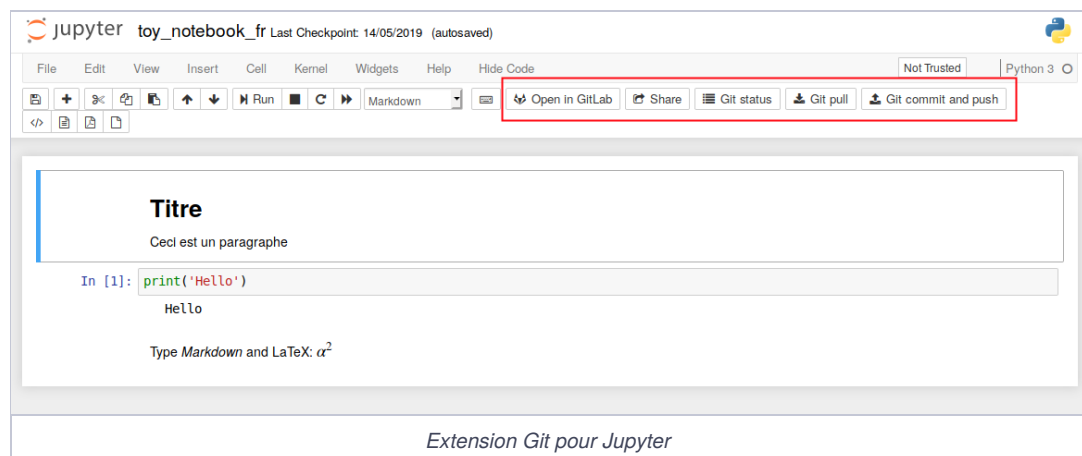 jupyter toy_notebook_fr Last Checkpoint: 14/05/2019 (autosaved)
File Edit View Insert Cell Kernel Widgets Help Hide Code Not Trusted Python 3
Run Markdown Open in GitLab Share Git status Git pull Git commit and push
Titre
Ceci est un paragraphe
In [1]: print('Hello')
Hello
Type Markdown and LaTeX: α²
Extension Git pour Jupyter